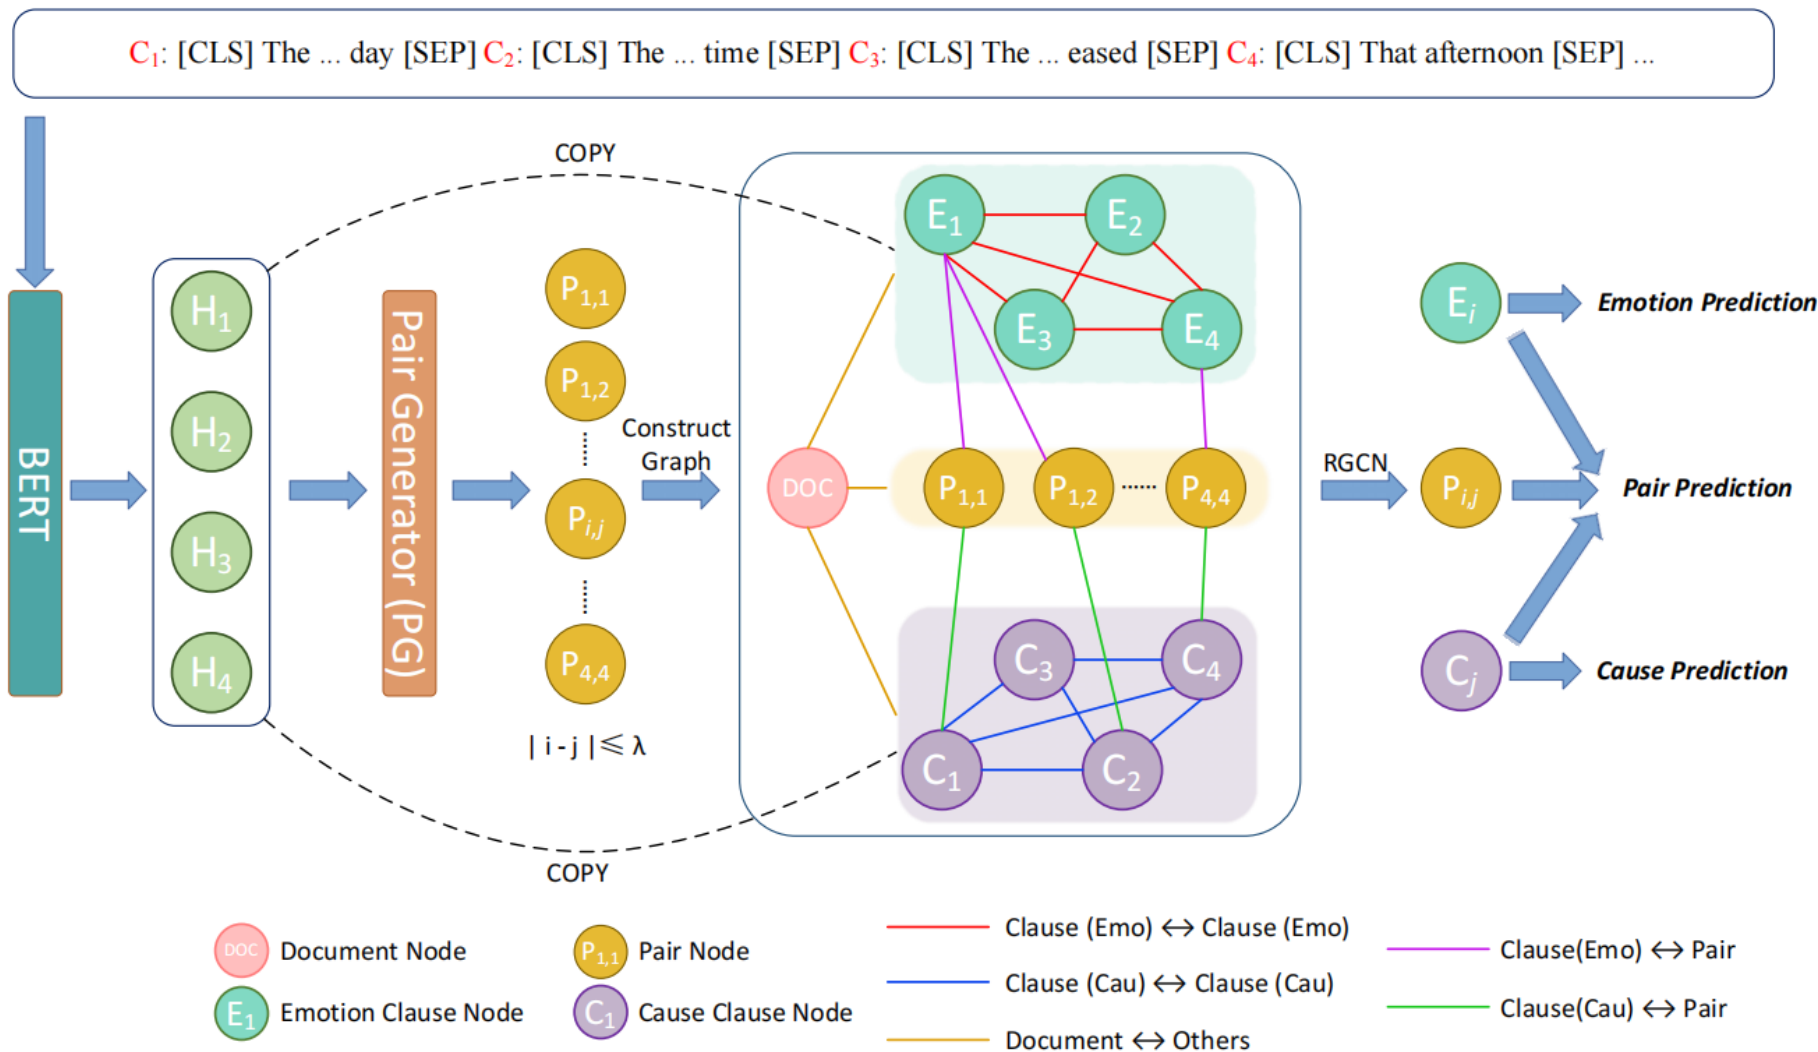 C1: [CLS] The ... day [SEP] C2: [CLS] The ... time [SEP] C3: [CLS] The ... eased [SEP] C4: [CLS] That afternoon [SEP] ...
COPY
BERT
H1
H2
H3
H4
Pair Generator (PG)
P1,1
P1,2
Pi,j
P4,4
| i - j | ≤ λ
Construct
Graph
DOC
E1
E2
E3
E4
P1,1
P1,2
......
P4,4
C3
C4
C1
C2
COPY
RGCN
Ei
Emotion Prediction
Pi,j
Pair Prediction
Cj
Cause Prediction
DOC
Document Node
P1,1
Pair Node
E1
Emotion Clause Node
C1
Cause Clause Node
Clause (Emo) ↔ Clause (Emo)
Clause (Cau) ↔ Clause (Cau)
Document ↔ Others
Clause(Emo) ↔ Pair
Clause(Cau) ↔ Pair